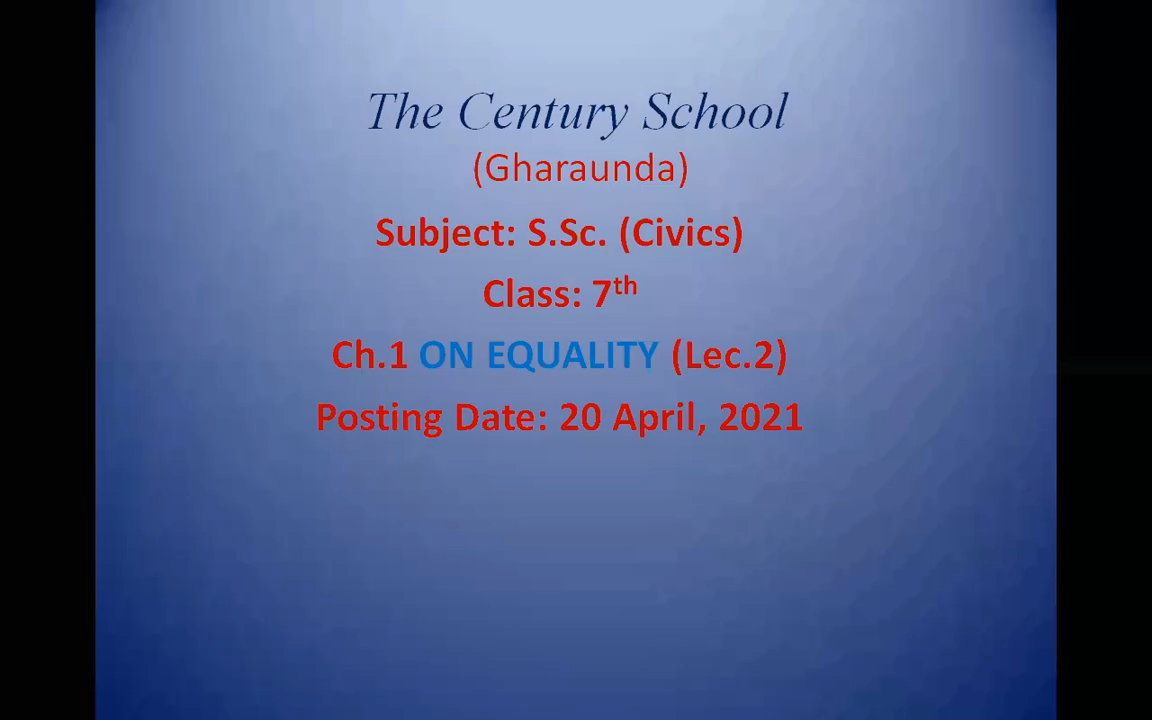 The Century School
(Gharaunda)
Subject: S.Sc. (Civics)
Class: 7th
Ch.1 ON EQUALITY (Lec.2)
Posting Date: 20 April, 2021